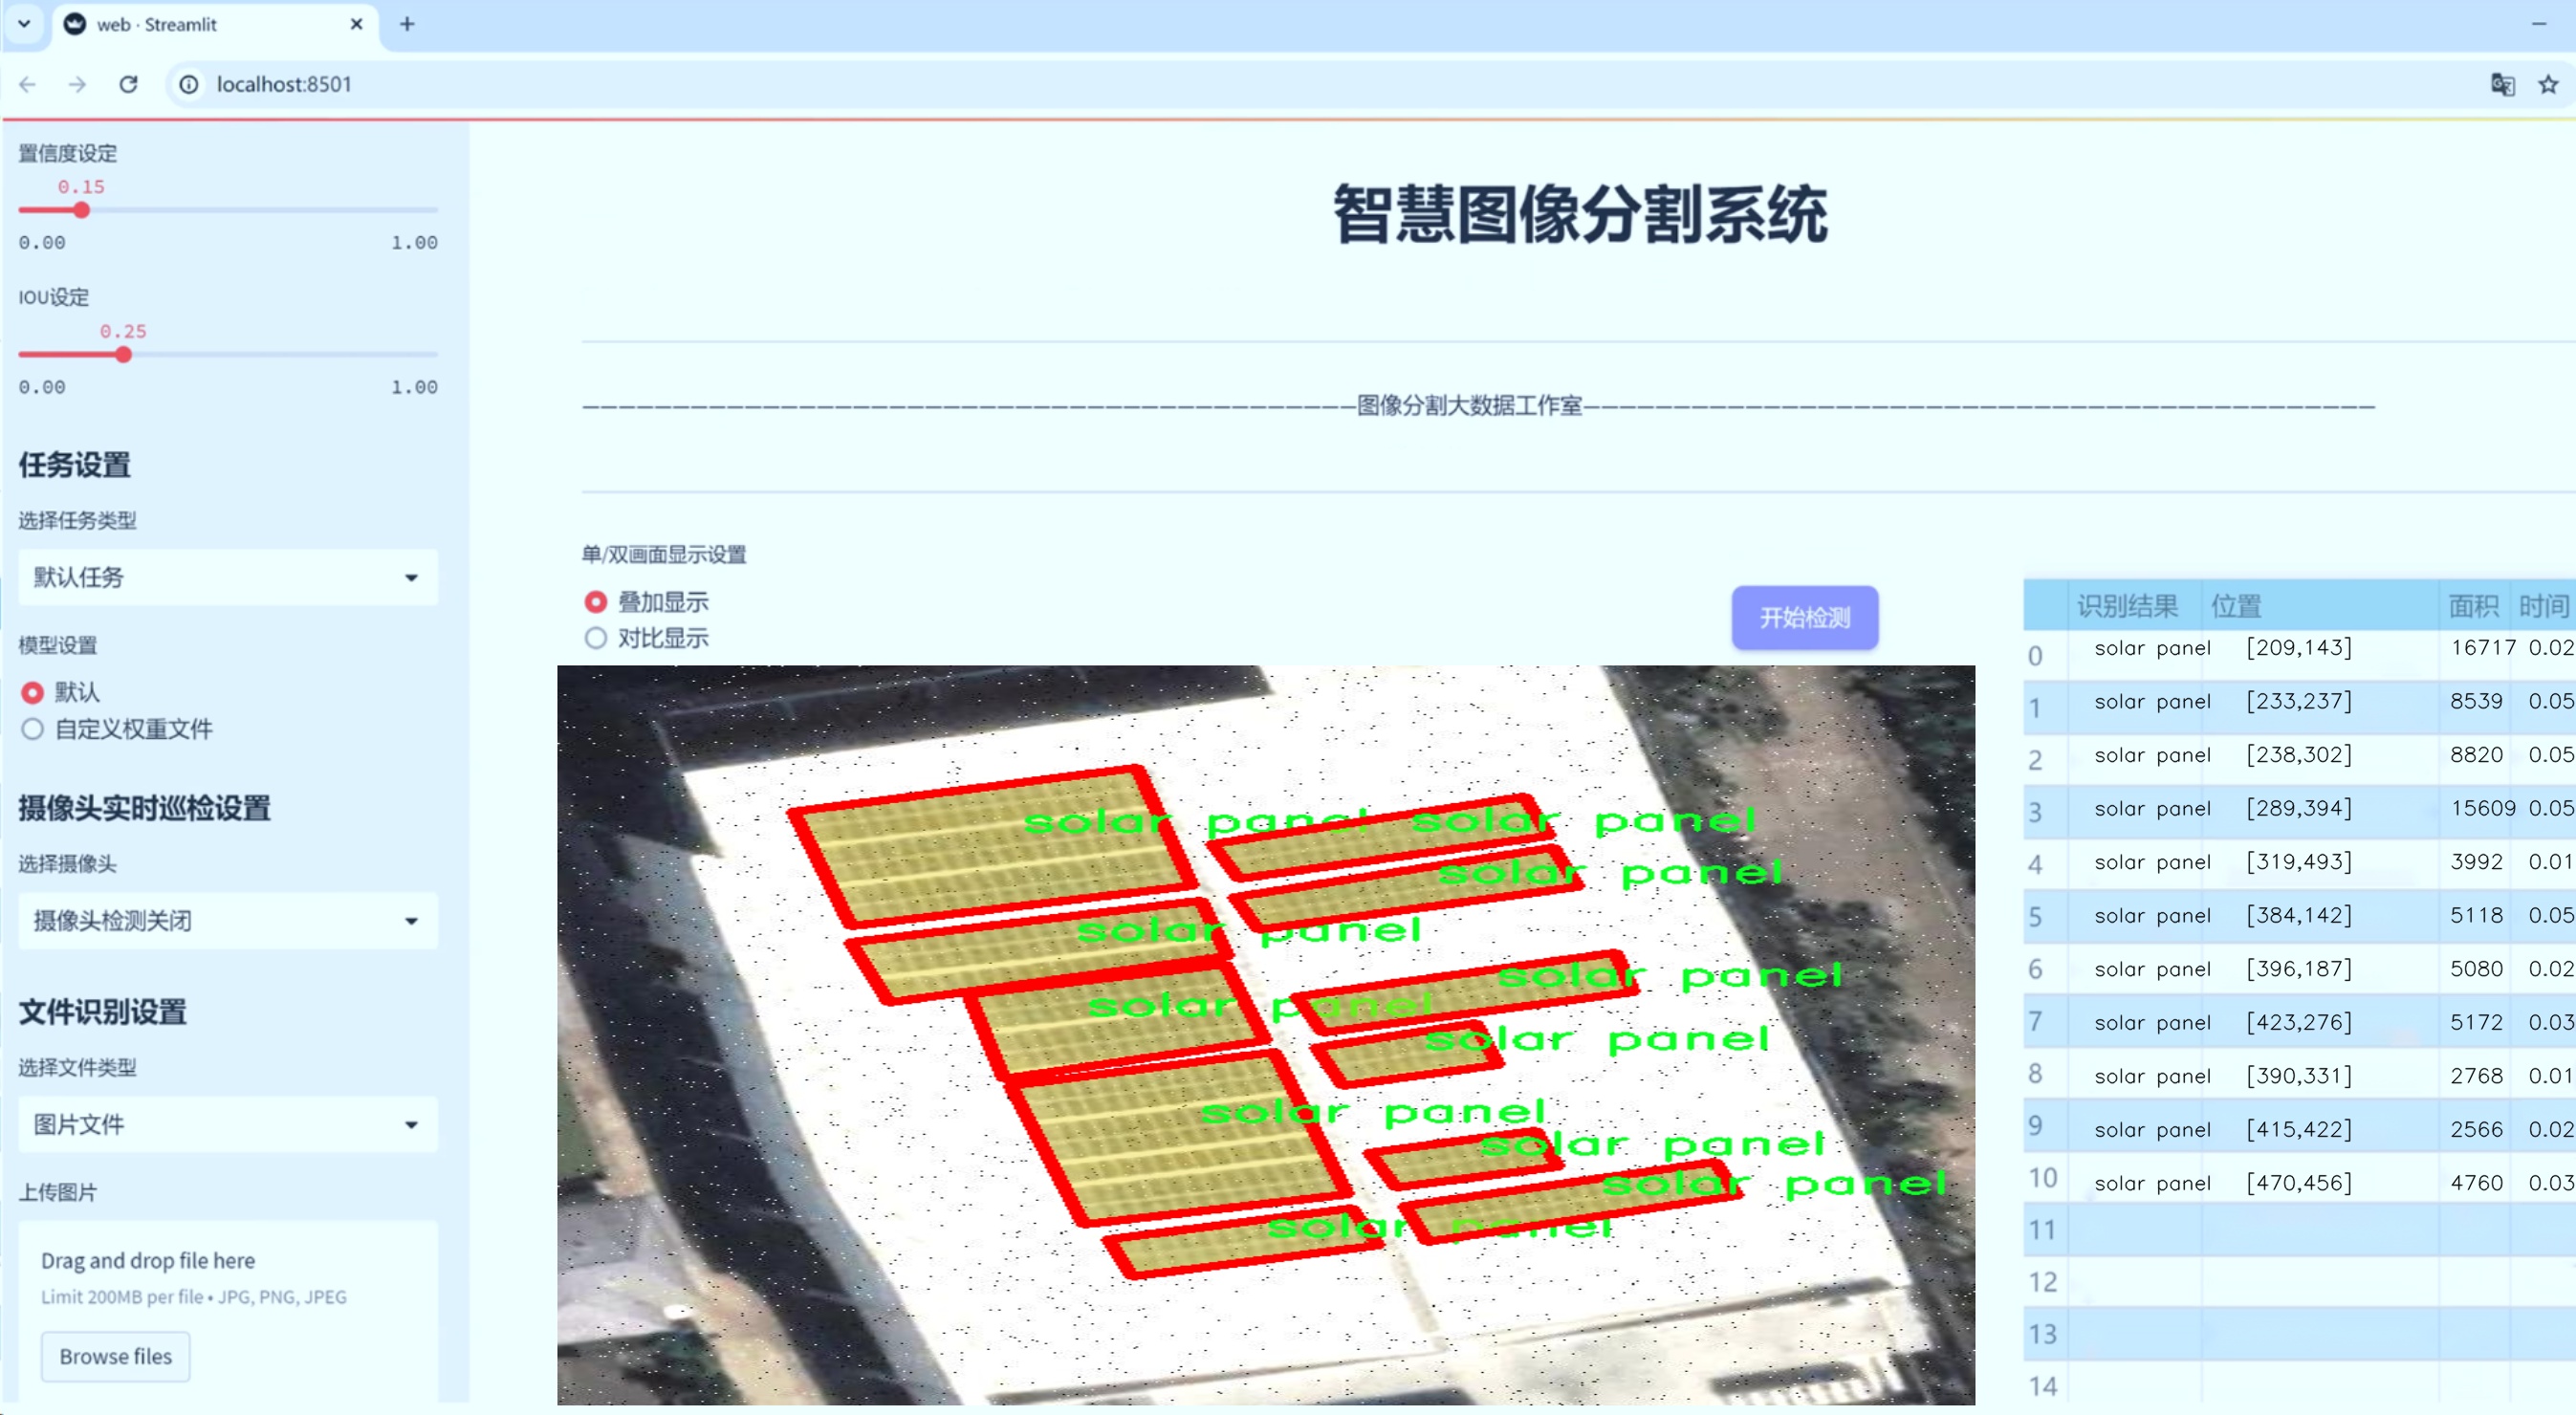 web · Streamlit
localhost:8501
置信度设定
0.15
0.00 1.00
IOU设定
0.25
0.00 1.00
任务设置
选择任务类型
默认任务
模型设置
默认
自定义权重文件
摄像头实时巡检设置
选择摄像头
摄像头检测关闭
文件识别设置
选择文件类型
图片文件
上传图片
Drag and drop file here
Limit 200MB per file • JPG, PNG, JPEG
Browse files
智慧图像分割系统
图像分割大数据工作室
单/双画面显示设置
叠加显示
对比显示
开始检测
solar panel
solar panel
solar panel
solar panel
solar panel
solar panel
solar panel
solar panel
solar panel
solar panel
solar panel
识别结果 位置 面积 时间
0 solar panel [209,143] 16717 0.02
1 solar panel [233,237] 8539 0.05
2 solar panel [238,302] 8820 0.05
3 solar panel [289,394] 15609 0.05
4 solar panel [319,493] 3992 0.01
5 solar panel [384,142] 5118 0.05
6 solar panel [396,187] 5080 0.02
7 solar panel [423,276] 5172 0.03
8 solar panel [390,331] 2768 0.01
9 solar panel [415,422] 2566 0.02
10 solar panel [470,456] 4760 0.03
11
12
13
14